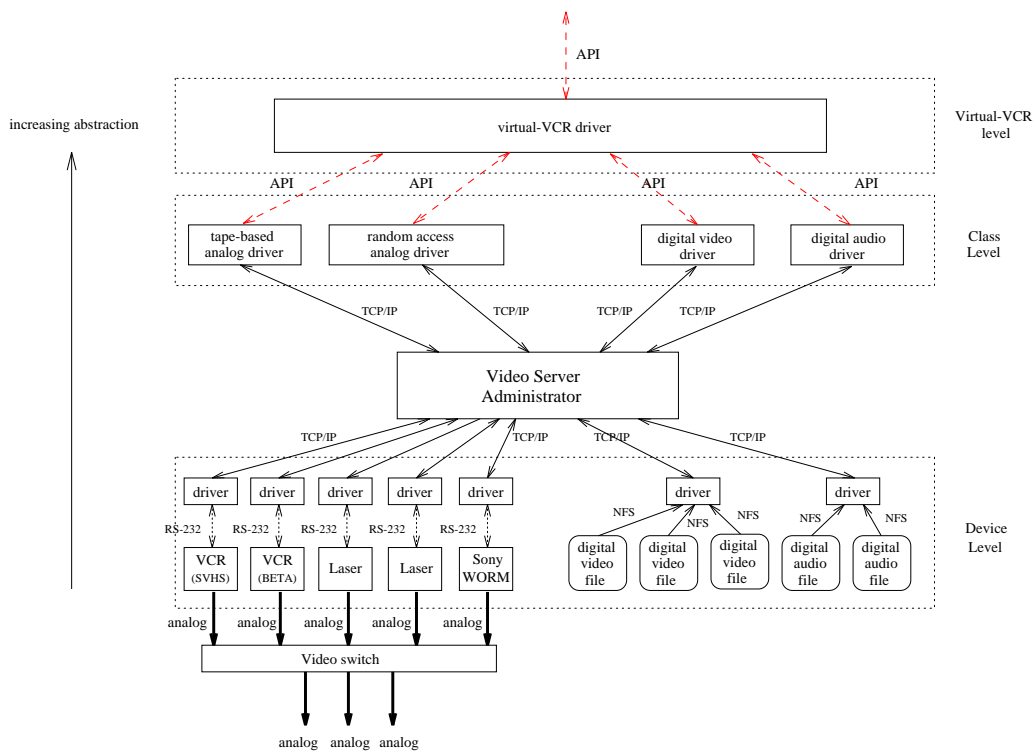 API
increasing abstraction
virtual-VCR driver
Virtual-VCR
level
API
API
API
API
tape-based
analog driver
random access
analog driver
digital video
driver
digital audio
driver
Class
Level
TCP/IP
TCP/IP
TCP/IP
TCP/IP
Video Server
Administrator
TCP/IP
TCP/IP
TCP/IP
TCP/IP
driver
driver
driver
driver
driver
driver
driver
RS-232
RS-232
RS-232
RS-232
RS-232
NFS
NFS
NFS
NFS
NFS
Device
Level
VCR
(SVHS)
VCR
(BETA)
Laser
Laser
Sony
WORM
digital
video
file
digital
video
file
digital
video
file
digital
audio
file
digital
audio
file
analog
analog
analog
analog
analog
Video switch
analog
analog
analog